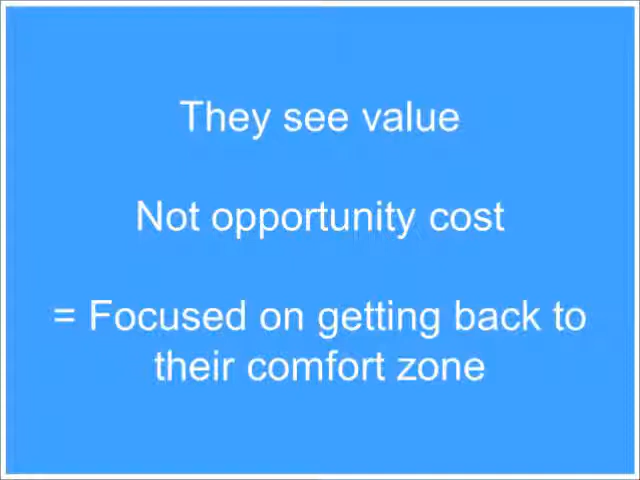 They see value
Not opportunity cost
= Focused on getting back to
their comfort zone